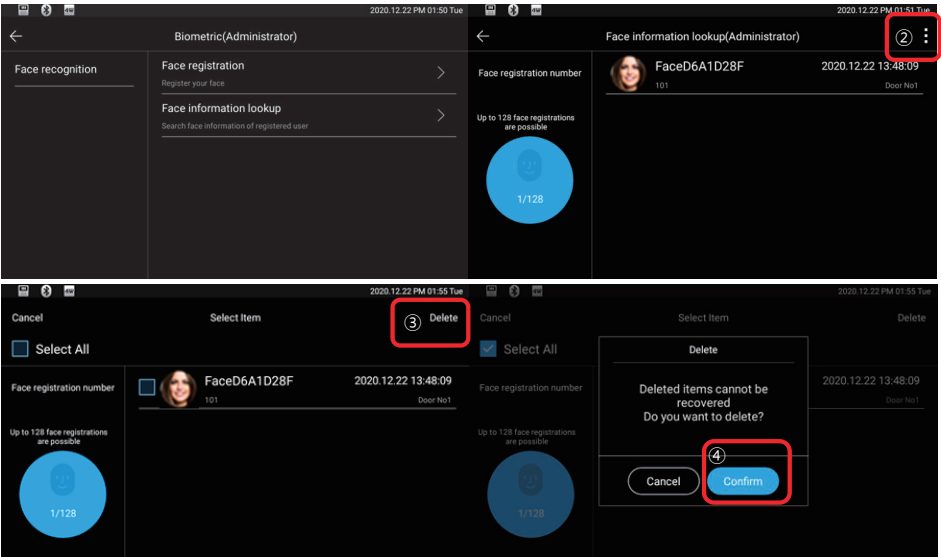 2020.12.22 PM 01:50 Tue
Biometric(Administrator)
Face recognition
Face registration
Register your face
Face information lookup
Search face information of registered user
2020.12.22 PM 01:51 Tue
Face information lookup(Administrator)
②
Face registration number
FaceD6A1D28F
2020.12.22 13:48:09
101
Door No1
Up to 128 face registrations
are possible
1/128
2020.12.22 PM 01:55 Tue
Cancel
Select Item
③
Delete
Select All
Face registration number
FaceD6A1D28F
2020.12.22 13:48:09
101
Door No1
Up to 128 face registrations
are possible
1/128
2020.12.22 PM 01:55 Tue
Cancel
Select Item
Delete
Select All
Face registration number
2020.12.22 13:48:09
Door No1
Up to 128 face registrations
are possible
1/128
Delete
Deleted items cannot be
recovered
Do you want to delete?
④
Cancel
Confirm